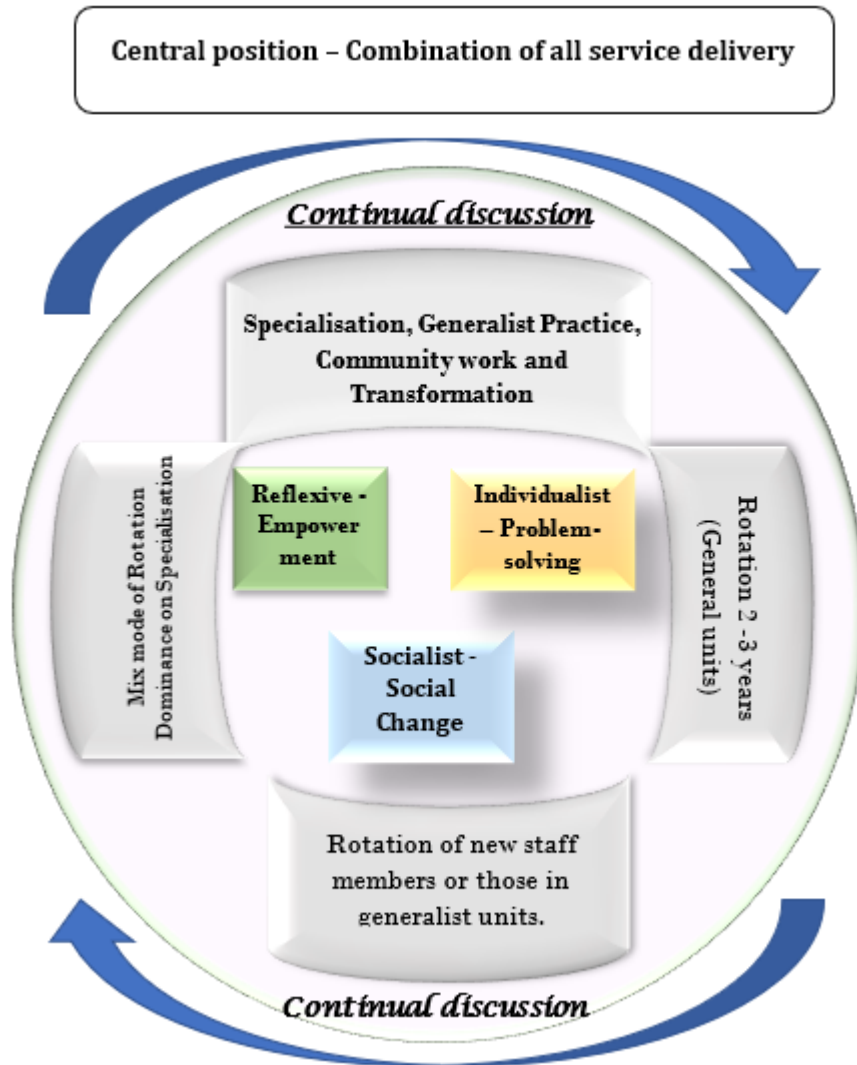 Central position – Combination of all service delivery
Continual discussion
Specialisation, Generalist Practice,
Community work and
Transformation
Mix mode of Rotation
Dominance on Specialisation
Reflexive -
Empower
ment
Individualist
– Problem-
solving
Rotation 2 -3 years
(General units)
Socialist -
Social
Change
Rotation of new staff
members or those in
generalist units.
Continual discussion